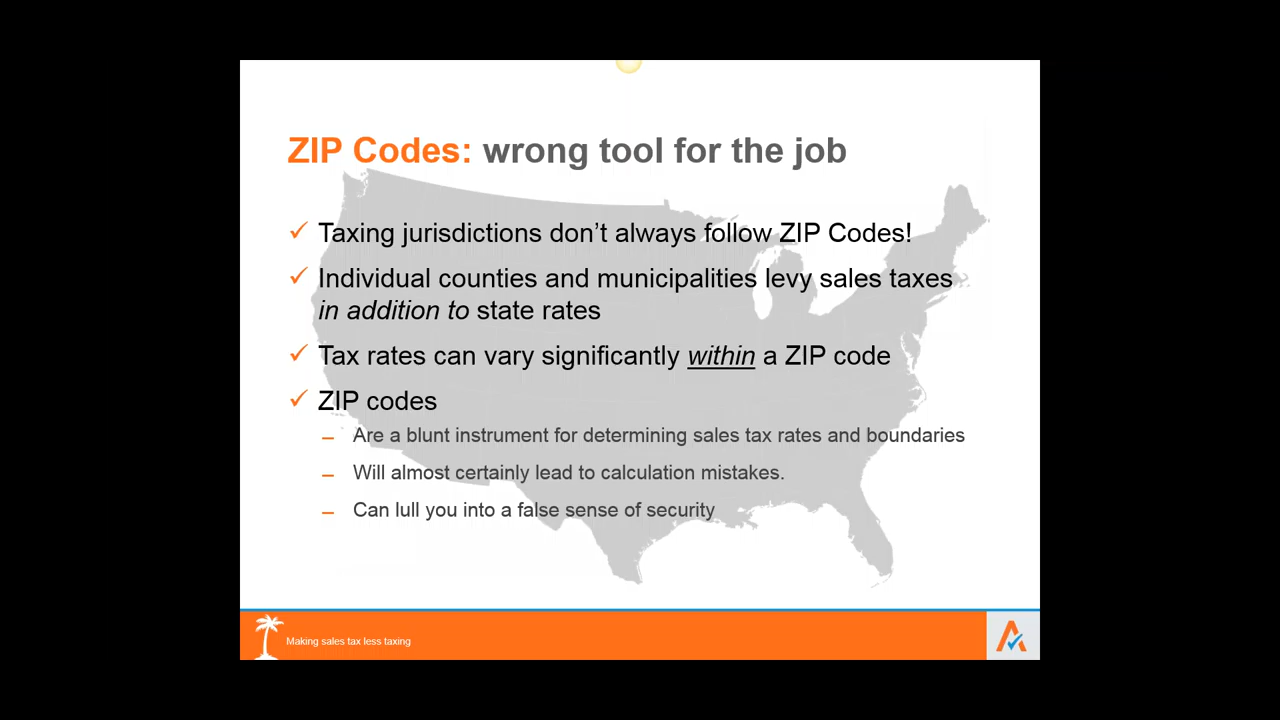 ZIP Codes: wrong tool for the job
✓ Taxing jurisdictions don’t always follow ZIP Codes!
✓ Individual counties and municipalities levy sales taxes
in addition to state rates
✓ Tax rates can vary significantly within a ZIP code
✓ ZIP codes
– Are a blunt instrument for determining sales tax rates and boundaries
– Will almost certainly lead to calculation mistakes.
– Can lull you into a false sense of security
Making sales tax less taxing